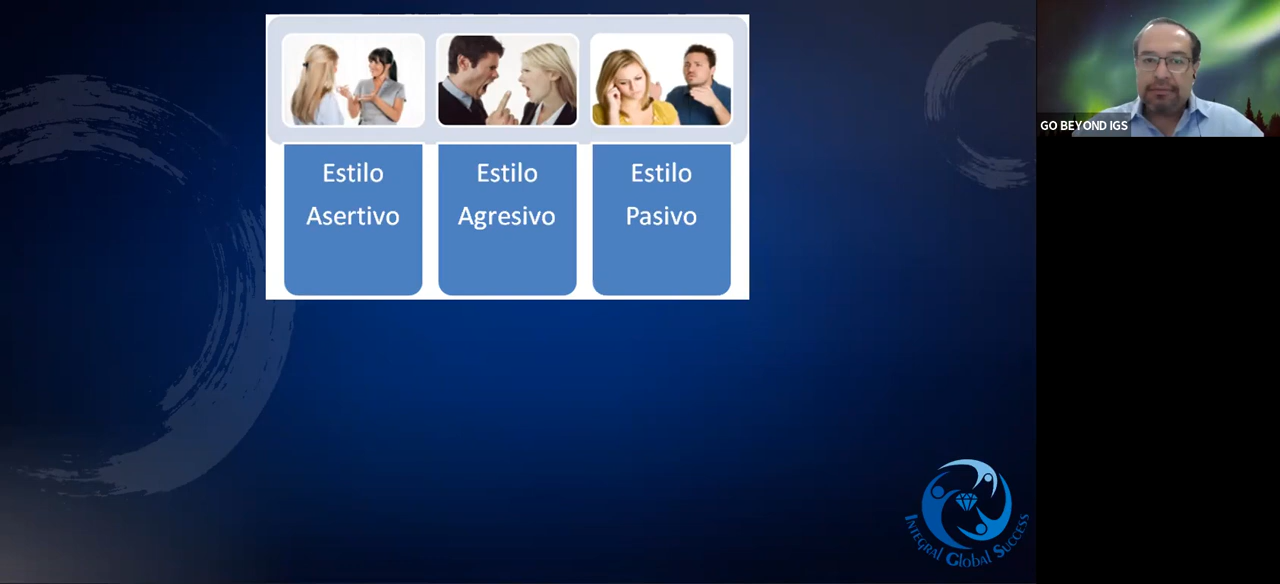 Estilo
Asertivo
Estilo
Agresivo
Estilo
Pasivo
GO BEYOND IGS
INTEGRAL GLOBAL SUCCESS